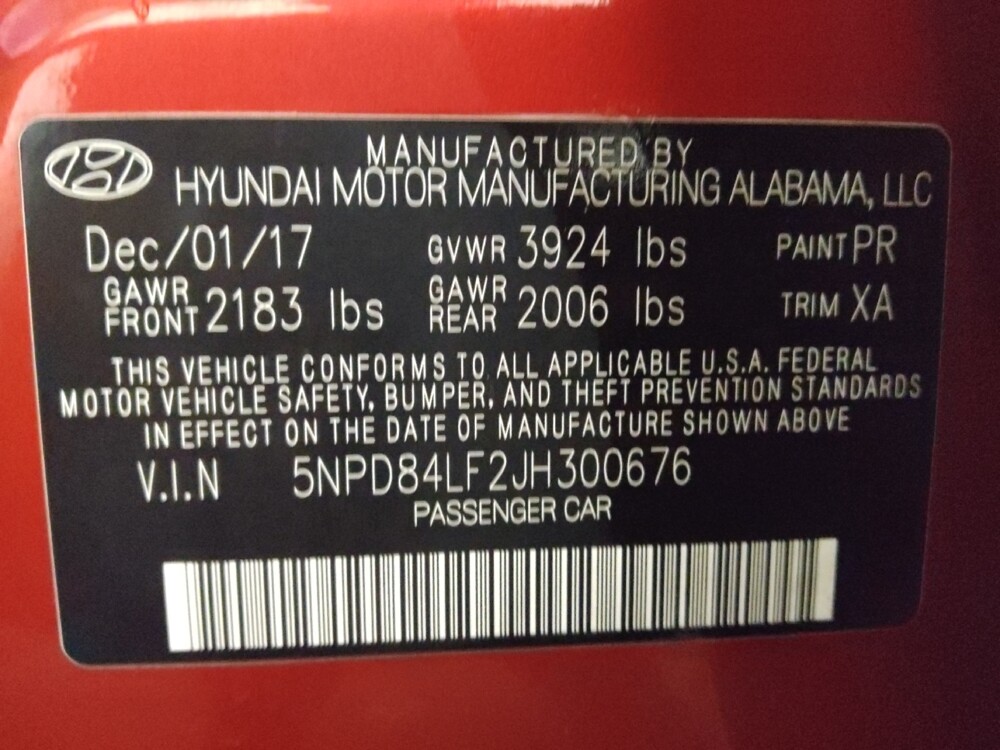 MANUFACTURED BY
HYUNDAI MOTOR MANUFACTURING ALABAMA, LLC
Dec/01/17 GVWR 3924 lbs PAINT PR
GAWR FRONT 2183 lbs GAWR REAR 2006 lbs TRIM XA
THIS VEHICLE CONFORMS TO ALL APPLICABLE U.S.A. FEDERAL
MOTOR VEHICLE SAFETY, BUMPER, AND THEFT PREVENTION STANDARDS
IN EFFECT ON THE DATE OF MANUFACTURE SHOWN ABOVE
V.I.N 5NPD84LF2JH300676
PASSENGER CAR